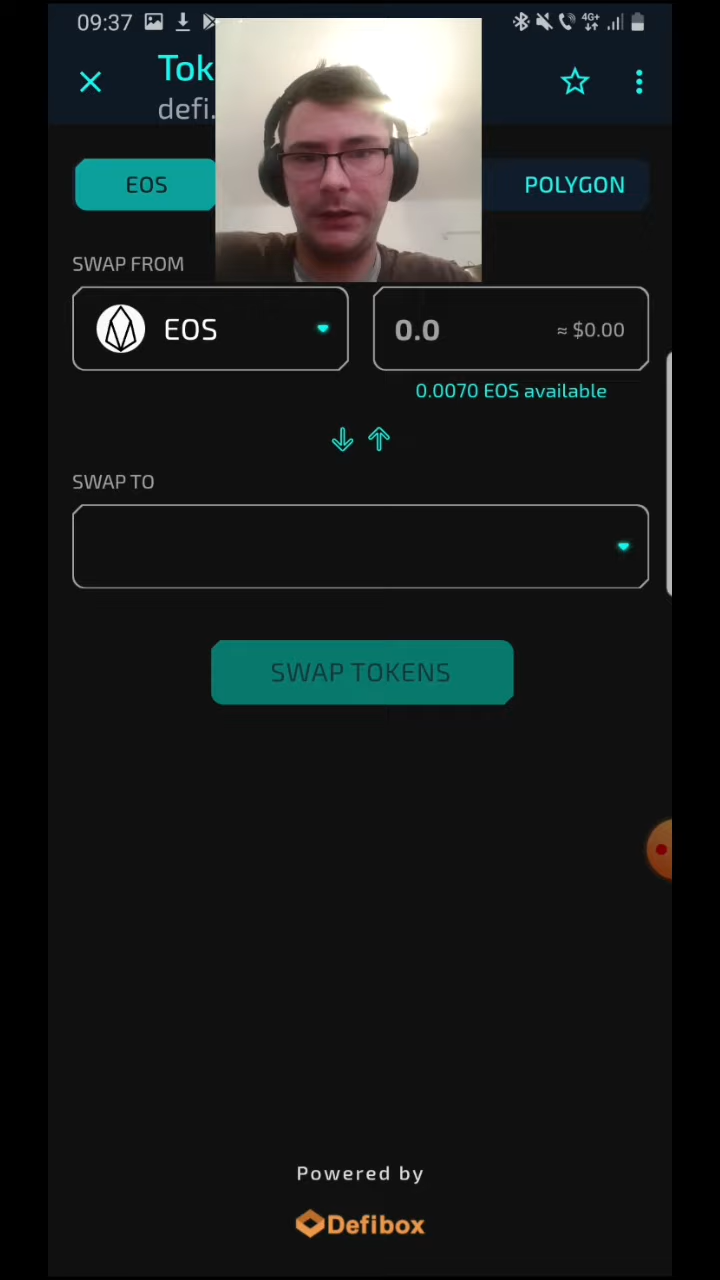 09:37
4G+
Tok
defi.
EOS
POLYGON
SWAP FROM
EOS
0.0
≈ $0.00
0.0070 EOS available
SWAP TO
SWAP TOKENS
Powered by
Defibox